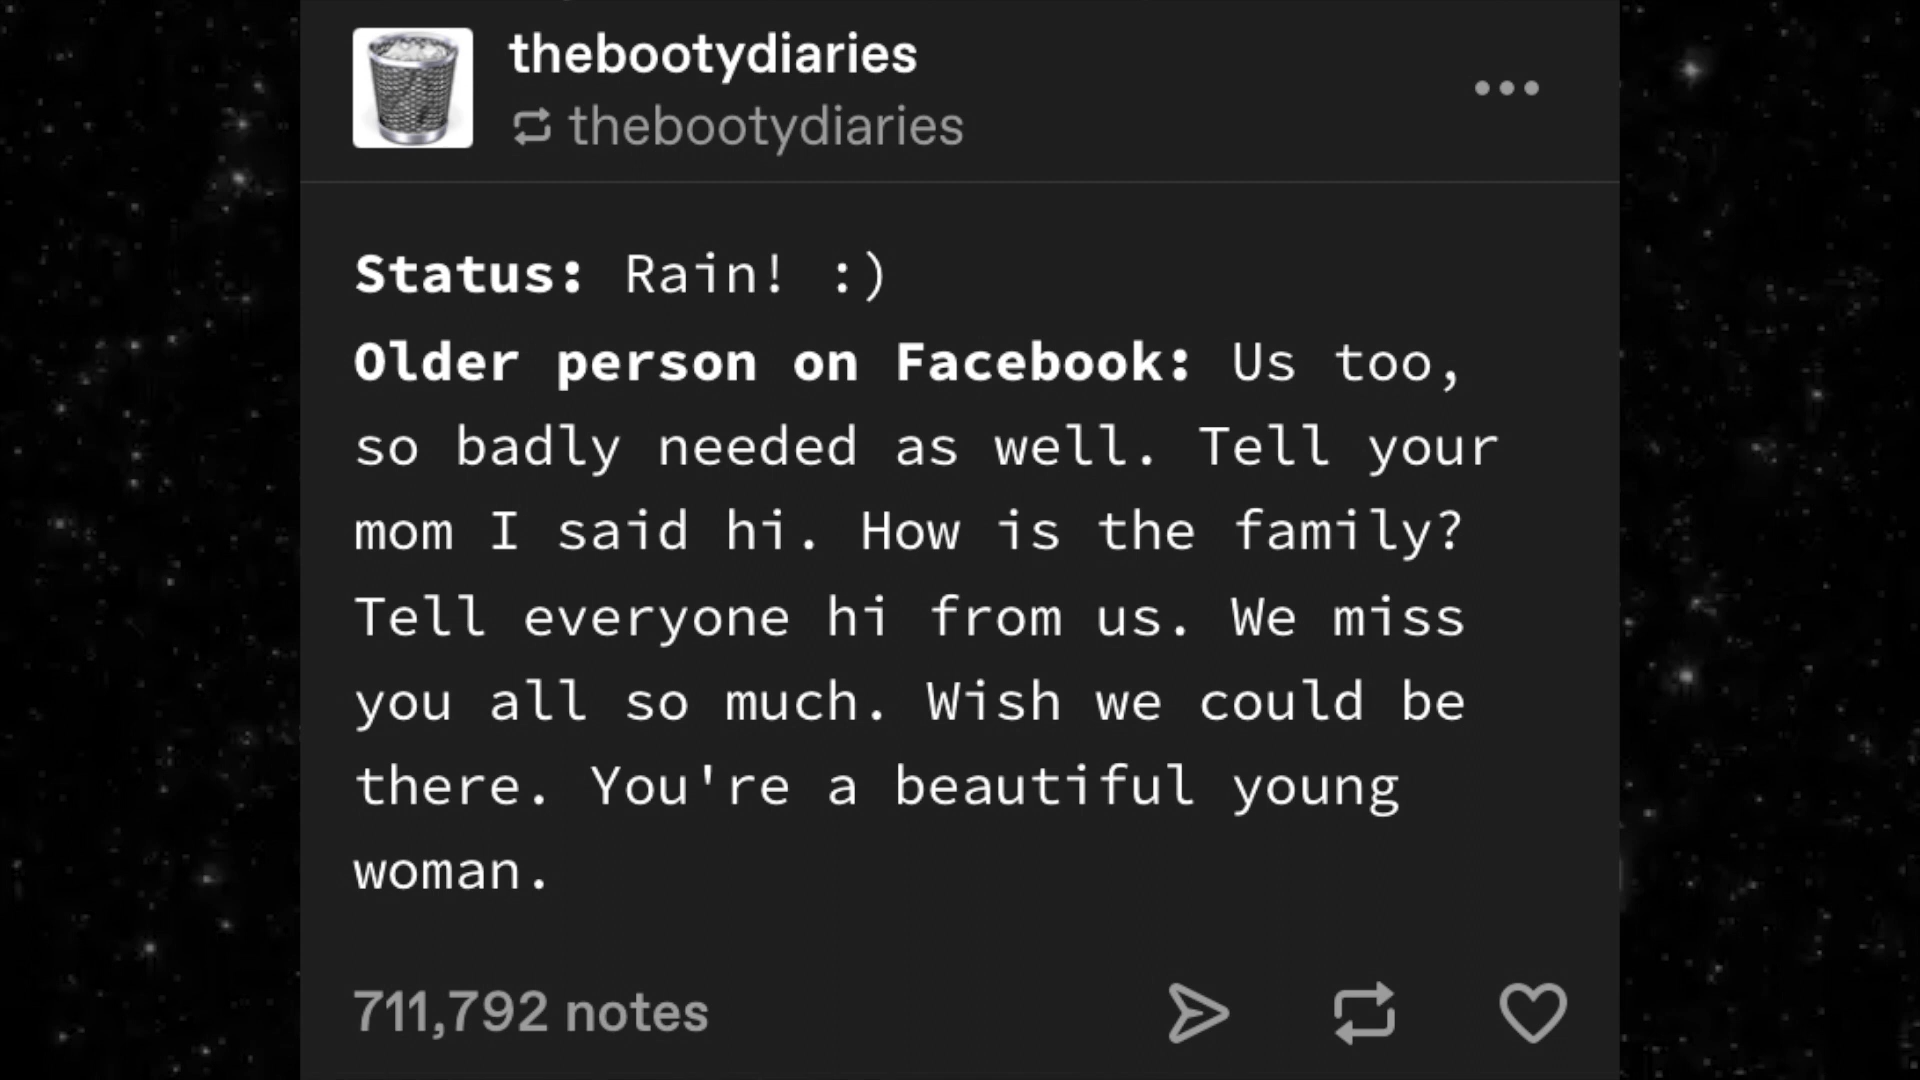 thebootydiaries
thebootydiaries
Status: Rain! :)
Older person on Facebook: Us too,
so badly needed as well. Tell your
mom I said hi. How is the family?
Tell everyone hi from us. We miss
you all so much. Wish we could be
there. You're a beautiful young
woman.
711,792 notes